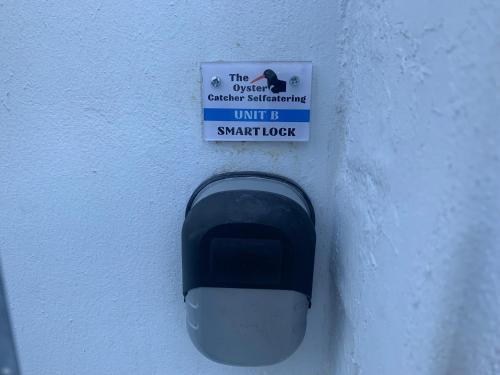 The
Oyster
Catcher Selfcatering
UNIT B
SMART LOCK